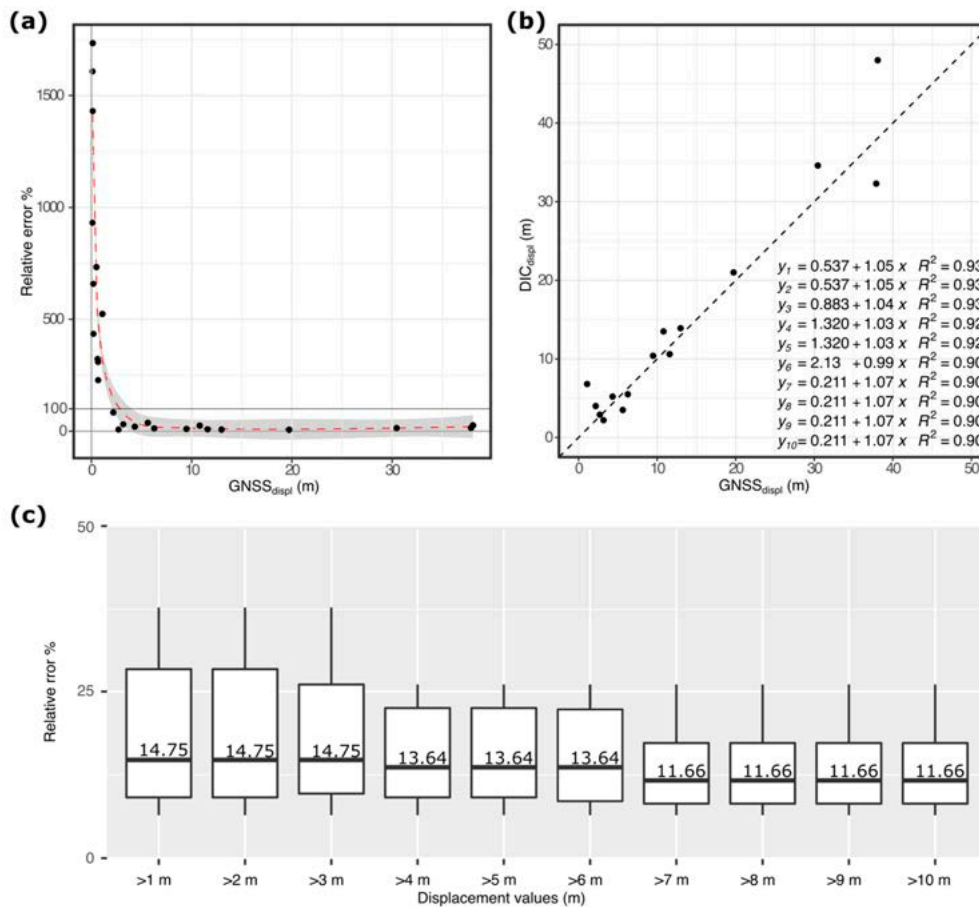 (a)
1500
1000
500
100
0
Relative error %
0
10
20
30
GNSSdispl (m)
(b)
50
40
30
20
10
0
DICdispl (m)
y1 = 0.537 + 1.05 x R2 = 0.93
y2 = 0.537 + 1.05 x R2 = 0.93
y3 = 0.883 + 1.04 x R2 = 0.93
y4 = 1.320 + 1.03 x R2 = 0.92
y5 = 1.320 + 1.03 x R2 = 0.92
y6 = 2.13 + 0.99 x R2 = 0.90
y7 = 0.211 + 1.07 x R2 = 0.90
y8 = 0.211 + 1.07 x R2 = 0.90
y9 = 0.211 + 1.07 x R2 = 0.90
y10 = 0.211 + 1.07 x R2 = 0.90
0
10
20
30
40
50
GNSSdispl (m)
(c)
50
25
0
Relative rror %
14.75
14.75
14.75
13.64
13.64
13.64
11.66
11.66
11.66
11.66
>1 m
>2 m
>3 m
>4 m
>5 m
>6 m
>7 m
>8 m
>9 m
>10 m
Displacement values (m)